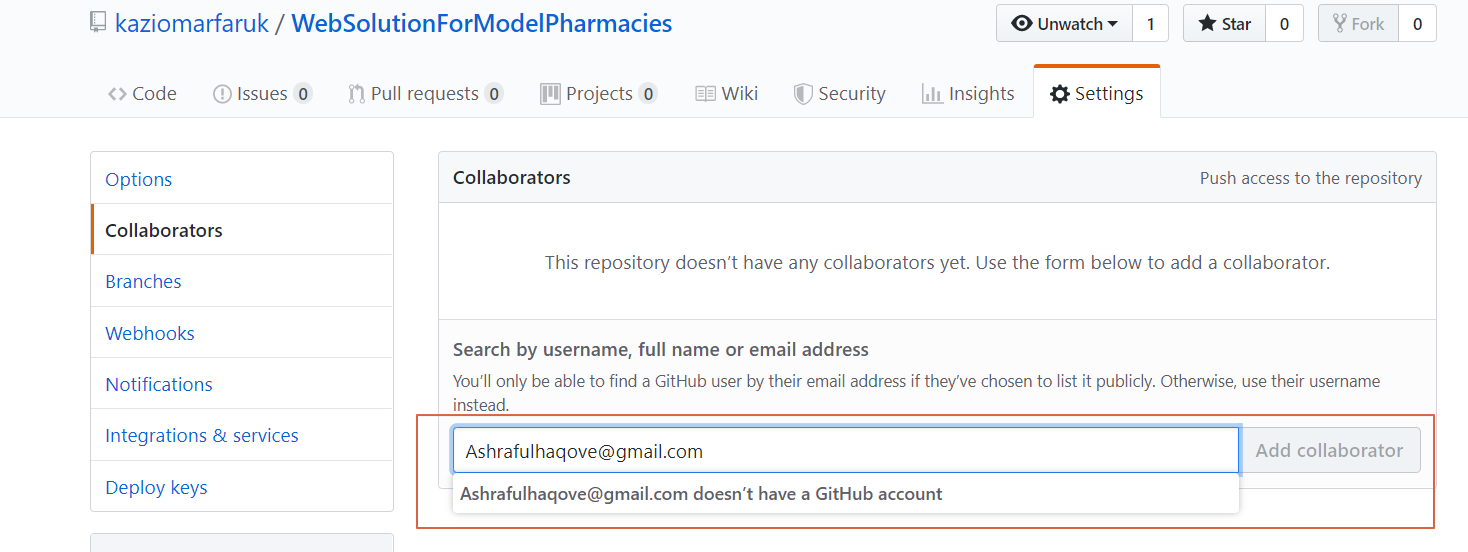 kaziomarfaruk / WebSolutionForModelPharmacies
Unwatch 1 Star 0 Fork 0
Code Issues 0 Pull requests 0 Projects 0 Wiki Security Insights Settings
Options
Collaborators
Branches
Webhooks
Notifications
Integrations & services
Deploy keys
Collaborators Push access to the repository
This repository doesn't have any collaborators yet. Use the form below to add a collaborator.
Search by username, full name or email address
You'll only be able to find a GitHub user by their email address if they've chosen to list it publicly. Otherwise, use their username
instead.
Ashrafulhaqove@gmail.com Add collaborator
Ashrafulhaqove@gmail.com doesn't have a GitHub account